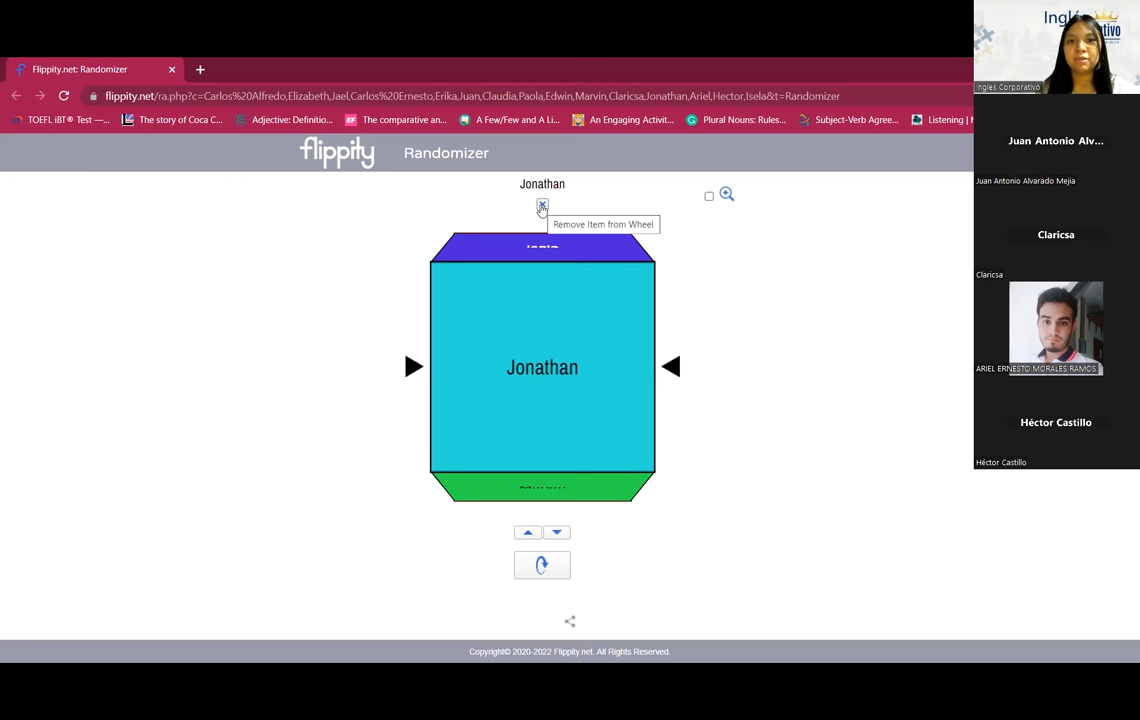 Flippity.net: Randomizer
flippity.net/ra.php?c=Carlos%20Alfredo,Elizabeth,Jael,Carlos%20Ernesto,Erika,Juan,Claudia,Paola,Edwin,Marvin,Claricsa,Jonathan,Ariel,Hector,Isela&t=Randomizer
TOEFL iBT® Test —...
The story of Coca C...
Adjective: Definitio...
EF
The comparative an...
A Few/Few and A Li...
An Engaging Activit...
Plural Nouns: Rules...
Subject-Verb Agree...
Listening |
flippity
Randomizer
Jonathan
Remove Item from Wheel
Jonathan
Copyright© 2020-2022 Flippity.net. All Rights Reserved.
Ingles Corporativo
Juan Antonio Alv...
Juan Antonio Alvarado Mejia
Claricsa
Claricsa
ARIEL ERNESTO MORALES RAMOS
Héctor Castillo
Héctor Castillo